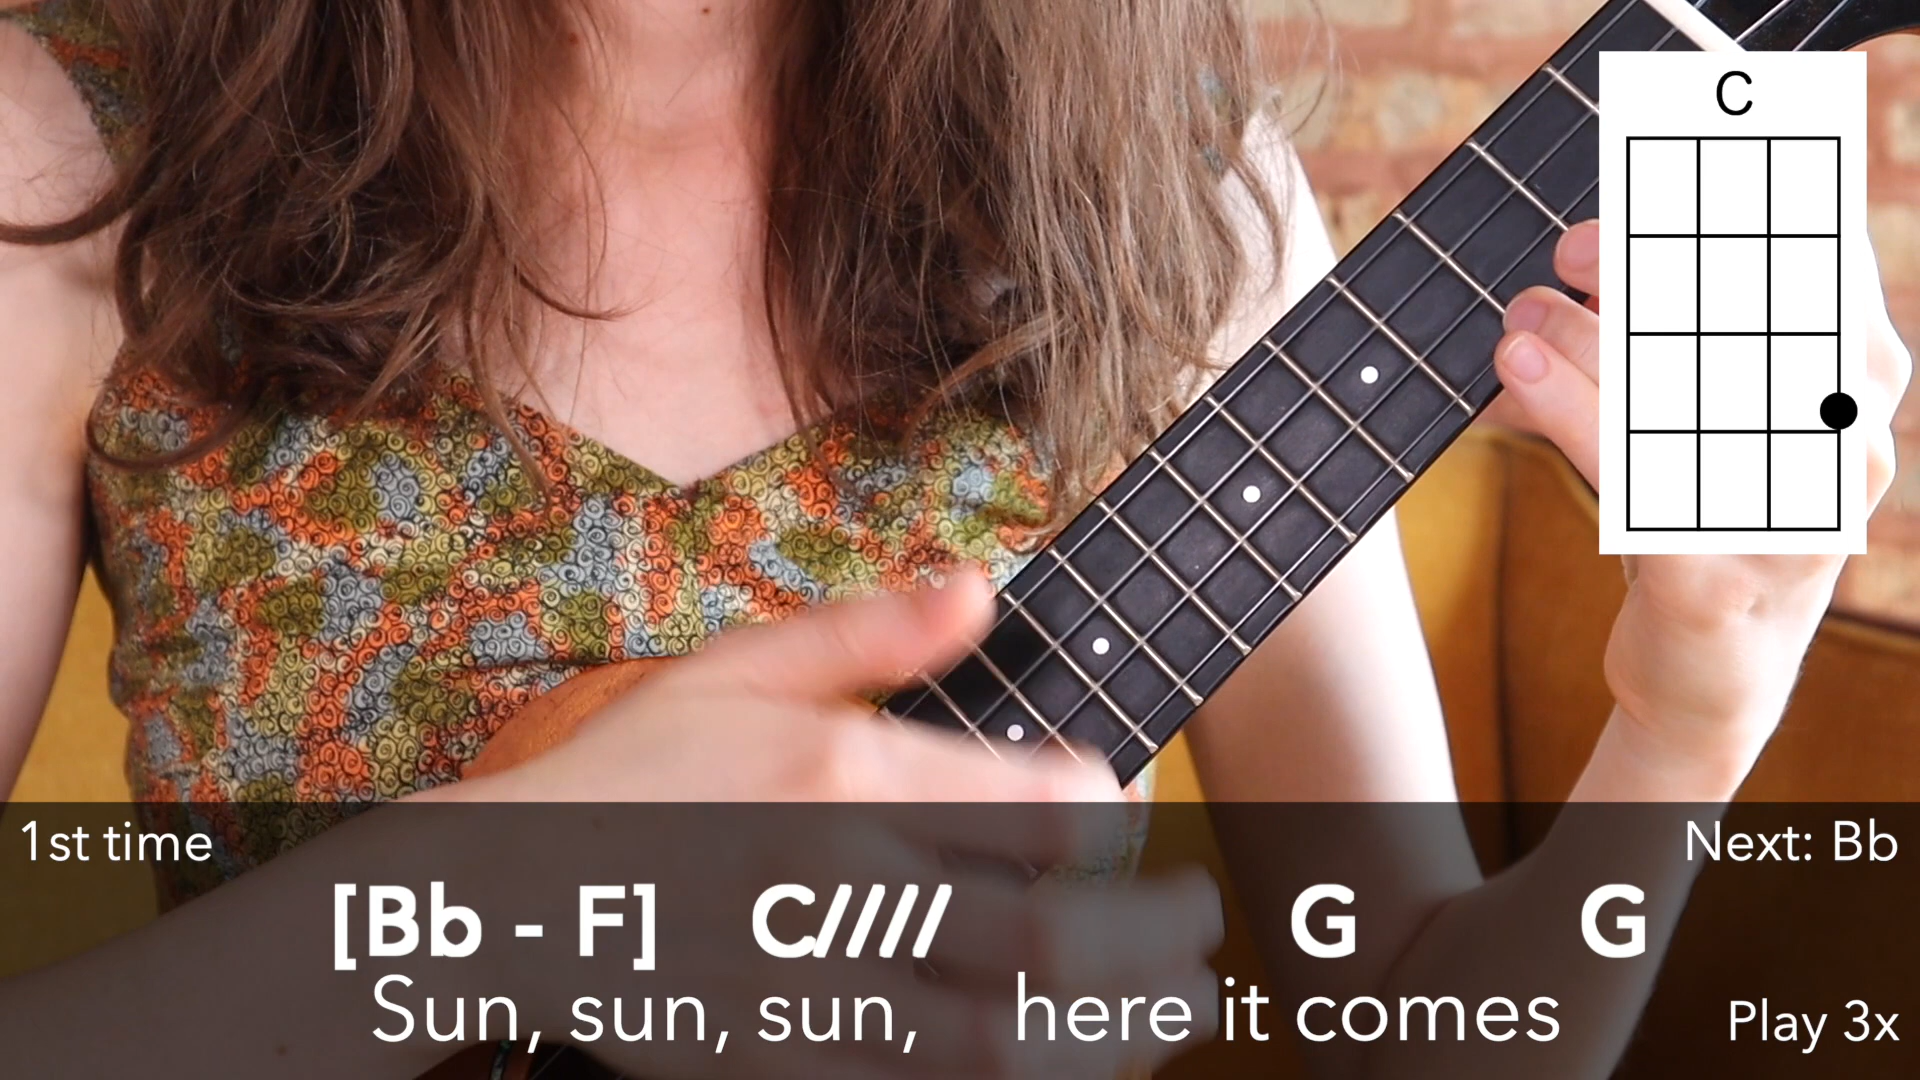 C
1st time
Next: Bb
[Bb - F] C//// G G
Sun, sun, sun, here it comes
Play 3x